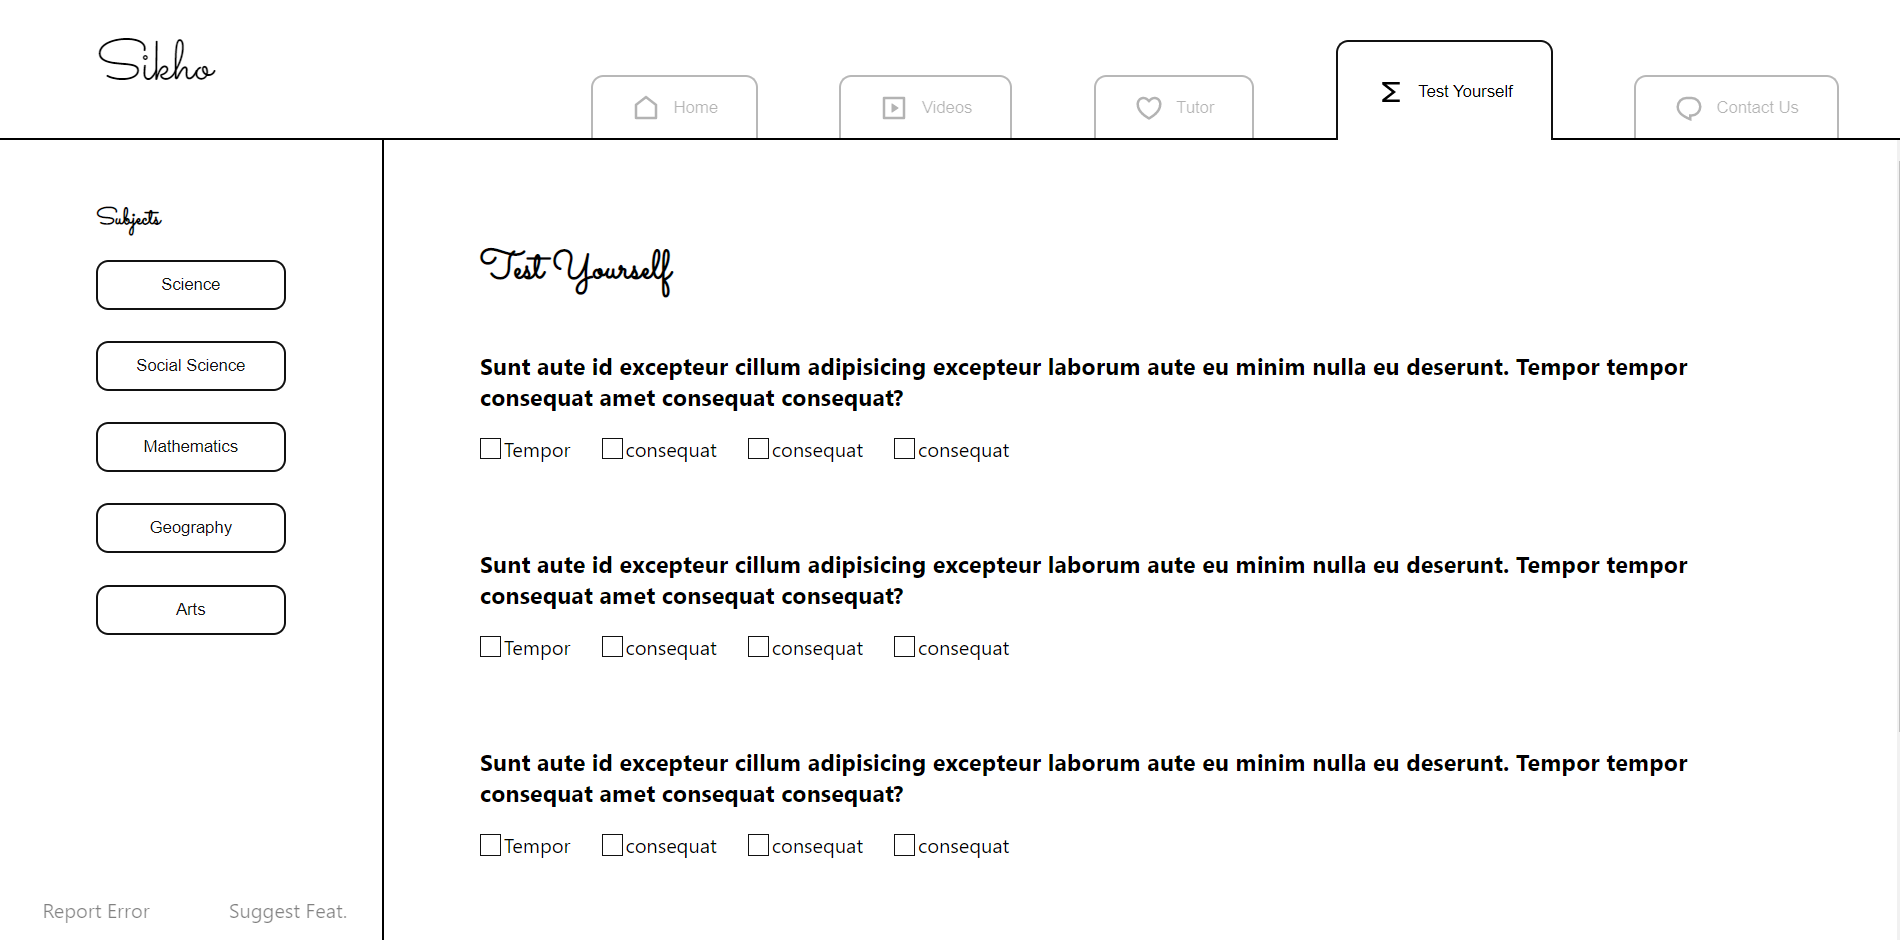 Sikho
Home
Videos
Tutor
Test Yourself
Contact Us
Subjects
Science
Social Science
Mathematics
Geography
Arts
Report Error
Suggest Feat.
Test Yourself
Sunt aute id excepteur cillum adipisicing excepteur laborum aute eu minim nulla eu deserunt. Tempor tempor
consequat amet consequat consequat?
Tempor consequat consequat consequat
Sunt aute id excepteur cillum adipisicing excepteur laborum aute eu minim nulla eu deserunt. Tempor tempor
consequat amet consequat consequat?
Tempor consequat consequat consequat
Sunt aute id excepteur cillum adipisicing excepteur laborum aute eu minim nulla eu deserunt. Tempor tempor
consequat amet consequat consequat?
Tempor consequat consequat consequat